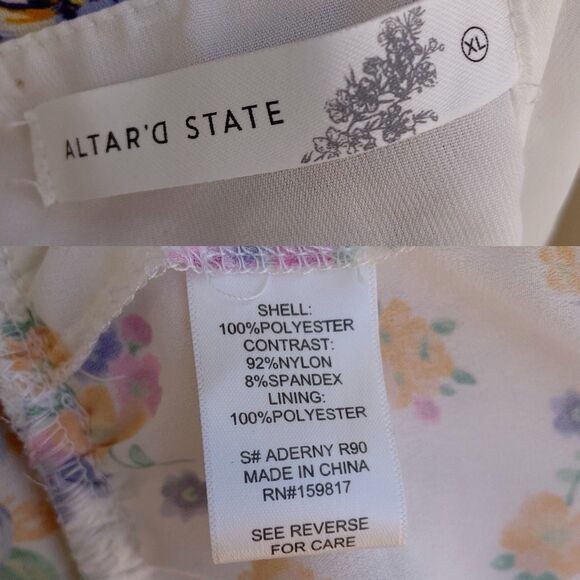 ALTAR'D STATE
XL
SHELL:
100%POLYESTER
CONTRAST:
92%NYLON
8%SPANDEX
LINING:
100%POLYESTER
S# ADERNY R90
MADE IN CHINA
RN#159817
SEE REVERSE
FOR CARE